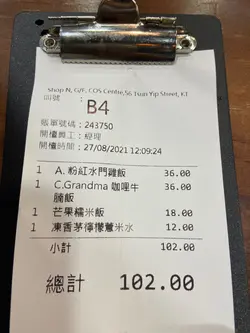 Shop N, G/F, COS Centre,56 Tsun Yip Street, KT
叫號 :
B4
帳單號碼 : 243750
開檯員工 : 經理
開檯時間 : 27/08/2021 12:09:24
1 A. 粉紅水門雞飯 36.00
1 C.Grandma 咖哩牛 36.00
腩飯
1 芒果糯米飯 18.00
1 凍香茅檸檬薏米水 12.00
小計 102.00
總計 102.00